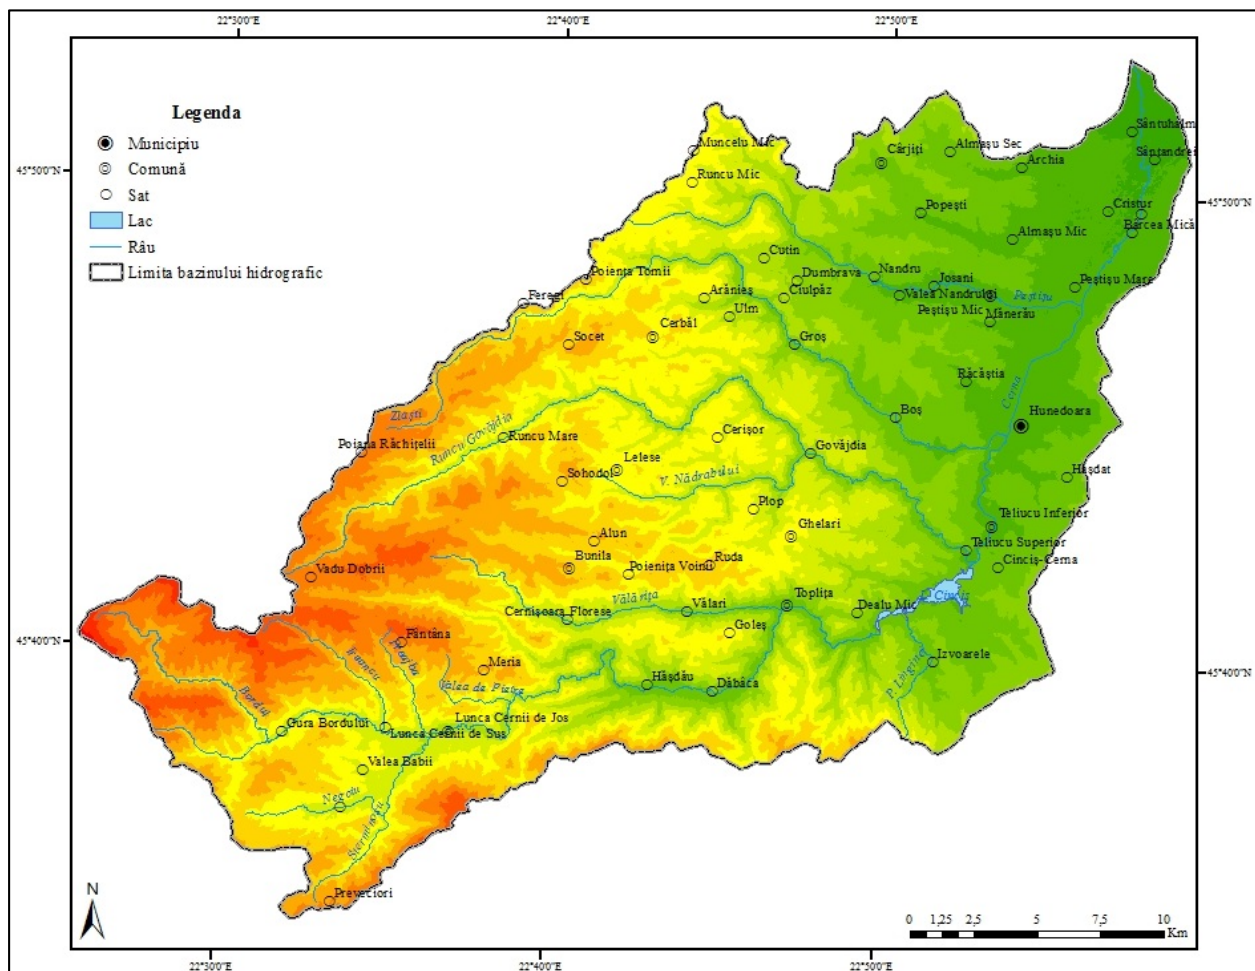 22°30'0"E
22°40'0"E
22°50'0"E
Legenda
Municipiu
Comună
Sat
Lac
Râu
Limita bazinului hidrografic
45°50'0"N
45°50'0"N
Sântuhalm
Muncelu Mic
Cârjiți
Almașu Sec
Sântandrei
Archia
Runcu Mic
Popești
Cristur
Bârcea Mică
Almașu Mic
Cutin
Poiența Tomii
Dumbrava
Nandru
Josani
Peștișu Mare
Feregi
Arănieș
Ciulpăz
Valea Nandrului
Peștișu
Ulm
Peștișu Mic
Mânerău
Cerbăl
Socet
Groș
Răcăștia
Cerna
Zlaști
Boș
Hunedoara
Runcu Govăjdia
Runcu Mare
Cerișor
Poiana Răchițelii
Govăjdia
Lelese
Sohodol
V. Nădrabului
Hășdat
Plop
Teliucu Inferior
Ghelari
Alun
Teliucu Superior
Bunila
Ruda
Cinciș-Cerna
Vadu Dobrii
Poienița Voinii
Vălărița
Cernișoara Florese
Vălari
Toplița
Dealu Mic
L. Cinciș
Goleș
45°40'0"N
Fântâna
Izvoarele
Meria
45°40'0"N
Valea de Pietre
Hășdău
Dăbâca
Bordul
Gura Bordului
Lunca Cernii de Jos
Lunca Cernii de Sus
Valea Babii
Negoiu
Preveciori
N
0 1,25 2,5 5 7,5 10
Km
22°30'0"E
22°40'0"E
22°50'0"E